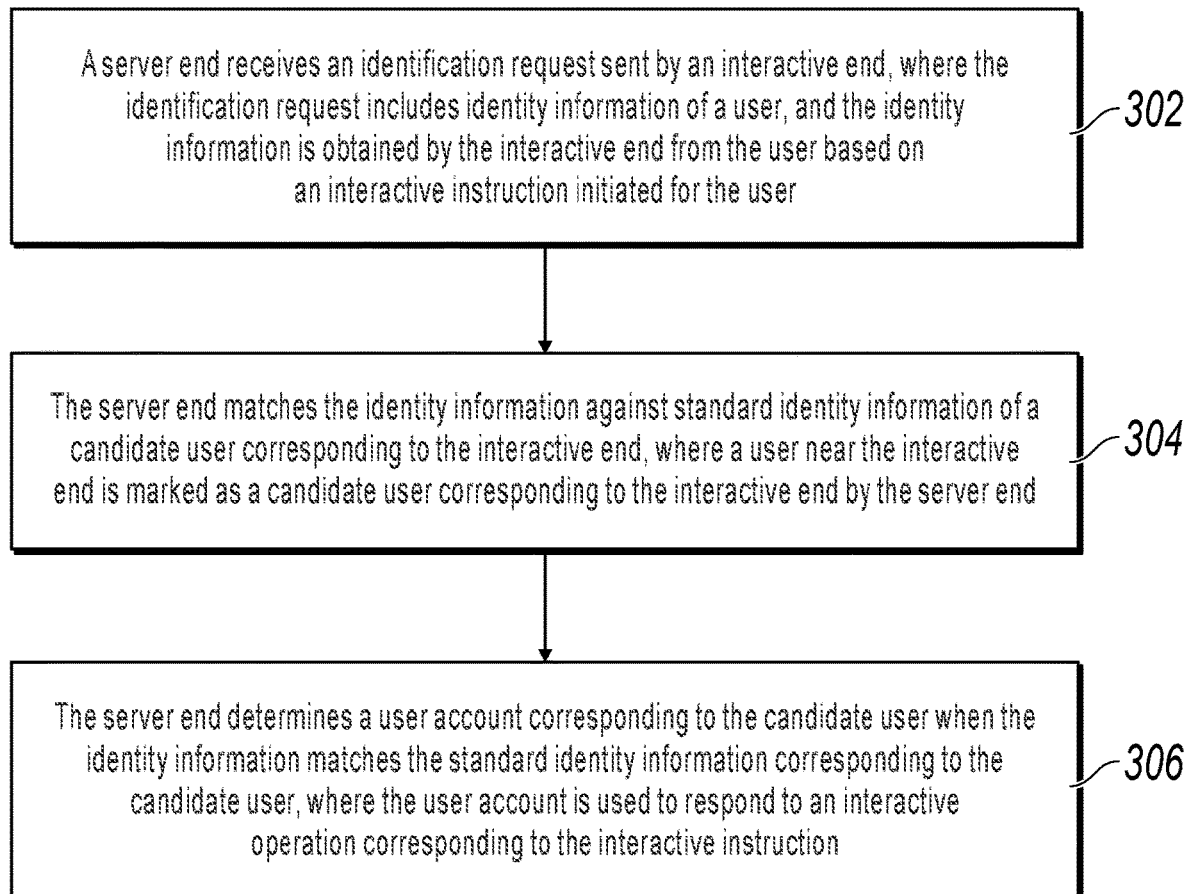 A server end receives an identification request sent by an interactive end, where the
identification request includes identity information of a user, and the identity
information is obtained by the interactive end from the user based on
an interactive instruction initiated for the user
302
The server end matches the identity information against standard identity information of a
candidate user corresponding to the interactive end, where a user near the interactive
end is marked as a candidate user corresponding to the interactive end by the server end
304
The server end determines a user account corresponding to the candidate user when the
identity information matches the standard identity information corresponding to the
candidate user, where the user account is used to respond to an interactive
operation corresponding to the interactive instruction
306